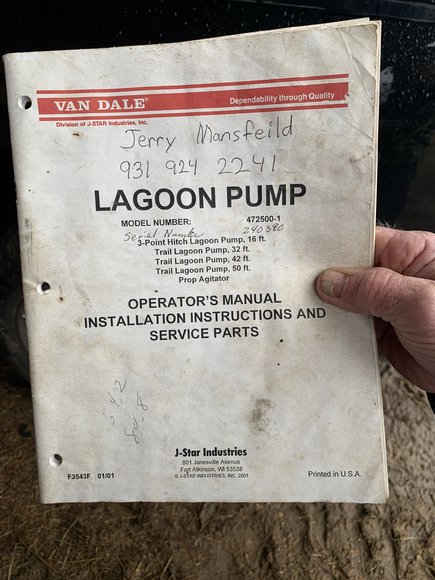 VAN DALE®
Dependability through Quality
Division of J-STAR Industries, Inc.
Jerry Mansfeild
931 924 2241
LAGOON PUMP
MODEL NUMBER: 472500-1
Serial Number 240380
3-Point Hitch Lagoon Pump, 16 ft.
Trail Lagoon Pump, 32 ft.
Trail Lagoon Pump, 42 ft.
Trail Lagoon Pump, 50 ft.
Prop Agitator
OPERATOR'S MANUAL
INSTALLATION INSTRUCTIONS AND
SERVICE PARTS
J-Star Industries
801 Janesville Avenue
Fort Atkinson, WI 53538
© J-STAR INDUSTRIES, INC. 2001
F3543F 01/01
Printed in U.S.A.